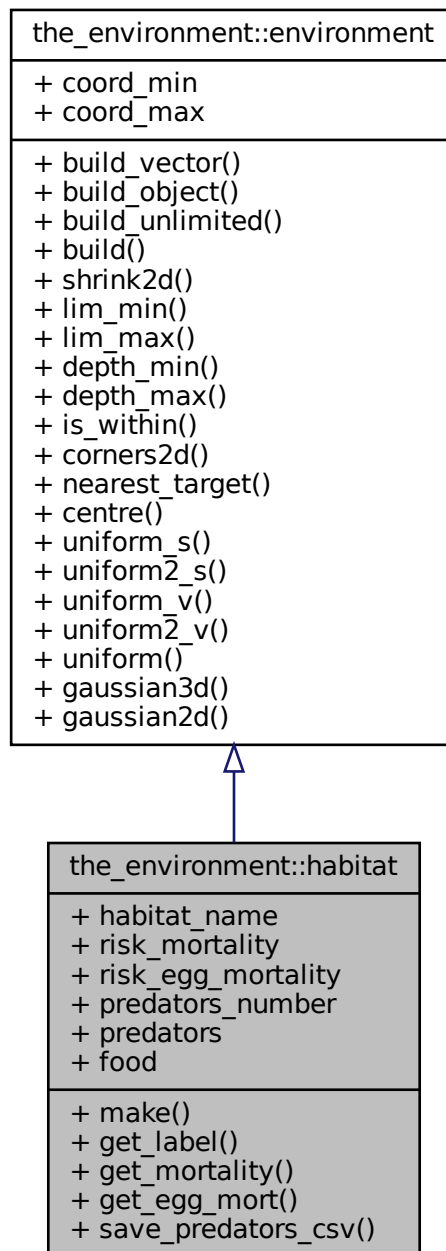 the_environment::environment
+ coord_min
+ coord_max
+ build_vector()
+ build_object()
+ build_unlimited()
+ build()
+ shrink2d()
+ lim_min()
+ lim_max()
+ depth_min()
+ depth_max()
+ is_within()
+ corners2d()
+ nearest_target()
+ centre()
+ uniform_s()
+ uniform2_s()
+ uniform_v()
+ uniform2_v()
+ uniform()
+ gaussian3d()
+ gaussian2d()
the_environment::habitat
+ habitat_name
+ risk_mortality
+ risk_egg_mortality
+ predators_number
+ predators
+ food
+ make()
+ get_label()
+ get_mortality()
+ get_egg_mort()
+ save_predators_csv()